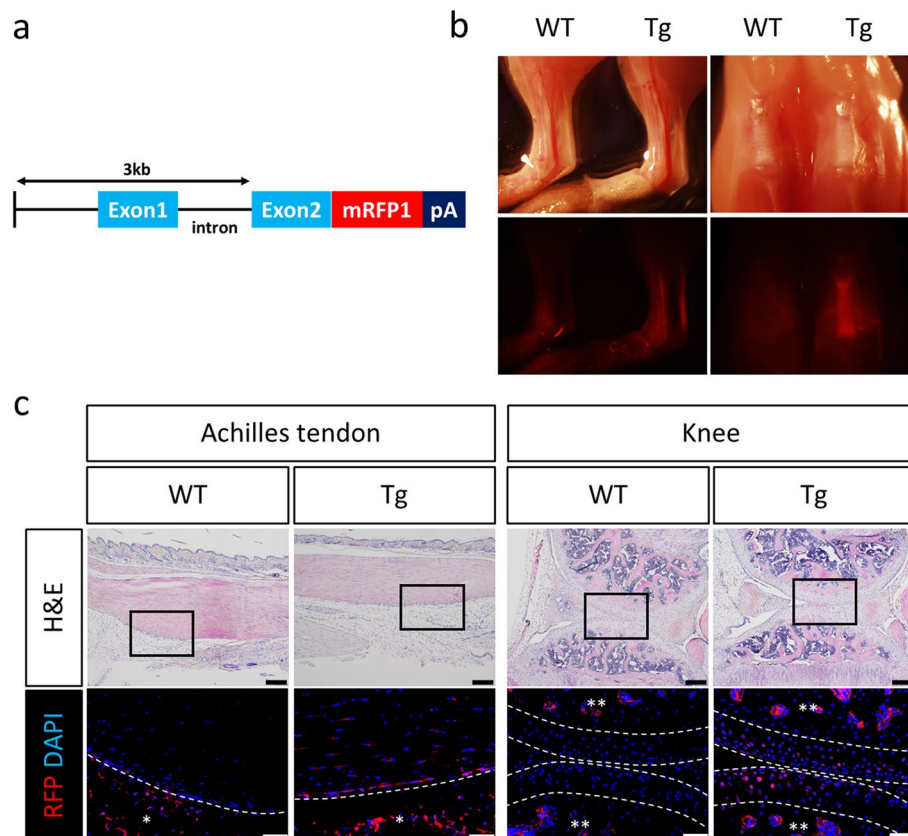 a
3kb
Exon1
intron
Exon2
mRFP1
pA
b
WT Tg WT Tg
c
Achilles tendon Knee
WT Tg WT Tg
H&E
RFP DAPI
* * ** **
** **